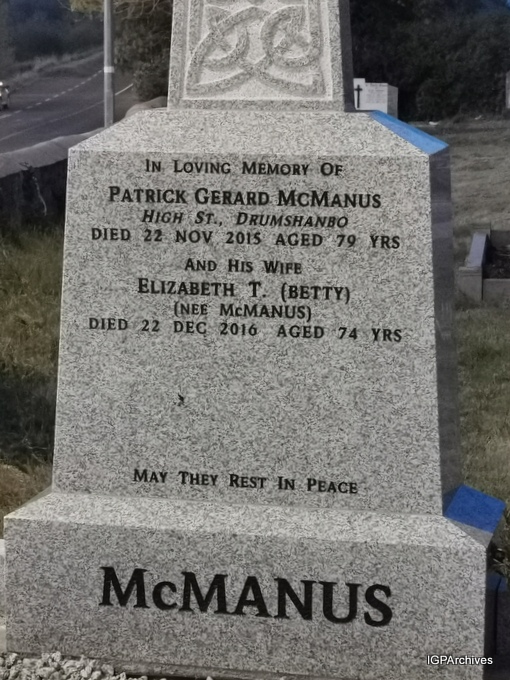 In Loving Memory Of
Patrick Gerard McManus
High St., Drumshanbo
Died 22 Nov 2015 Aged 79 Yrs
And His Wife
Elizabeth T. (Betty)
(nee McManus)
Died 22 Dec 2016 Aged 74 Yrs
May They Rest In Peace
McMANUS
IGPArchives